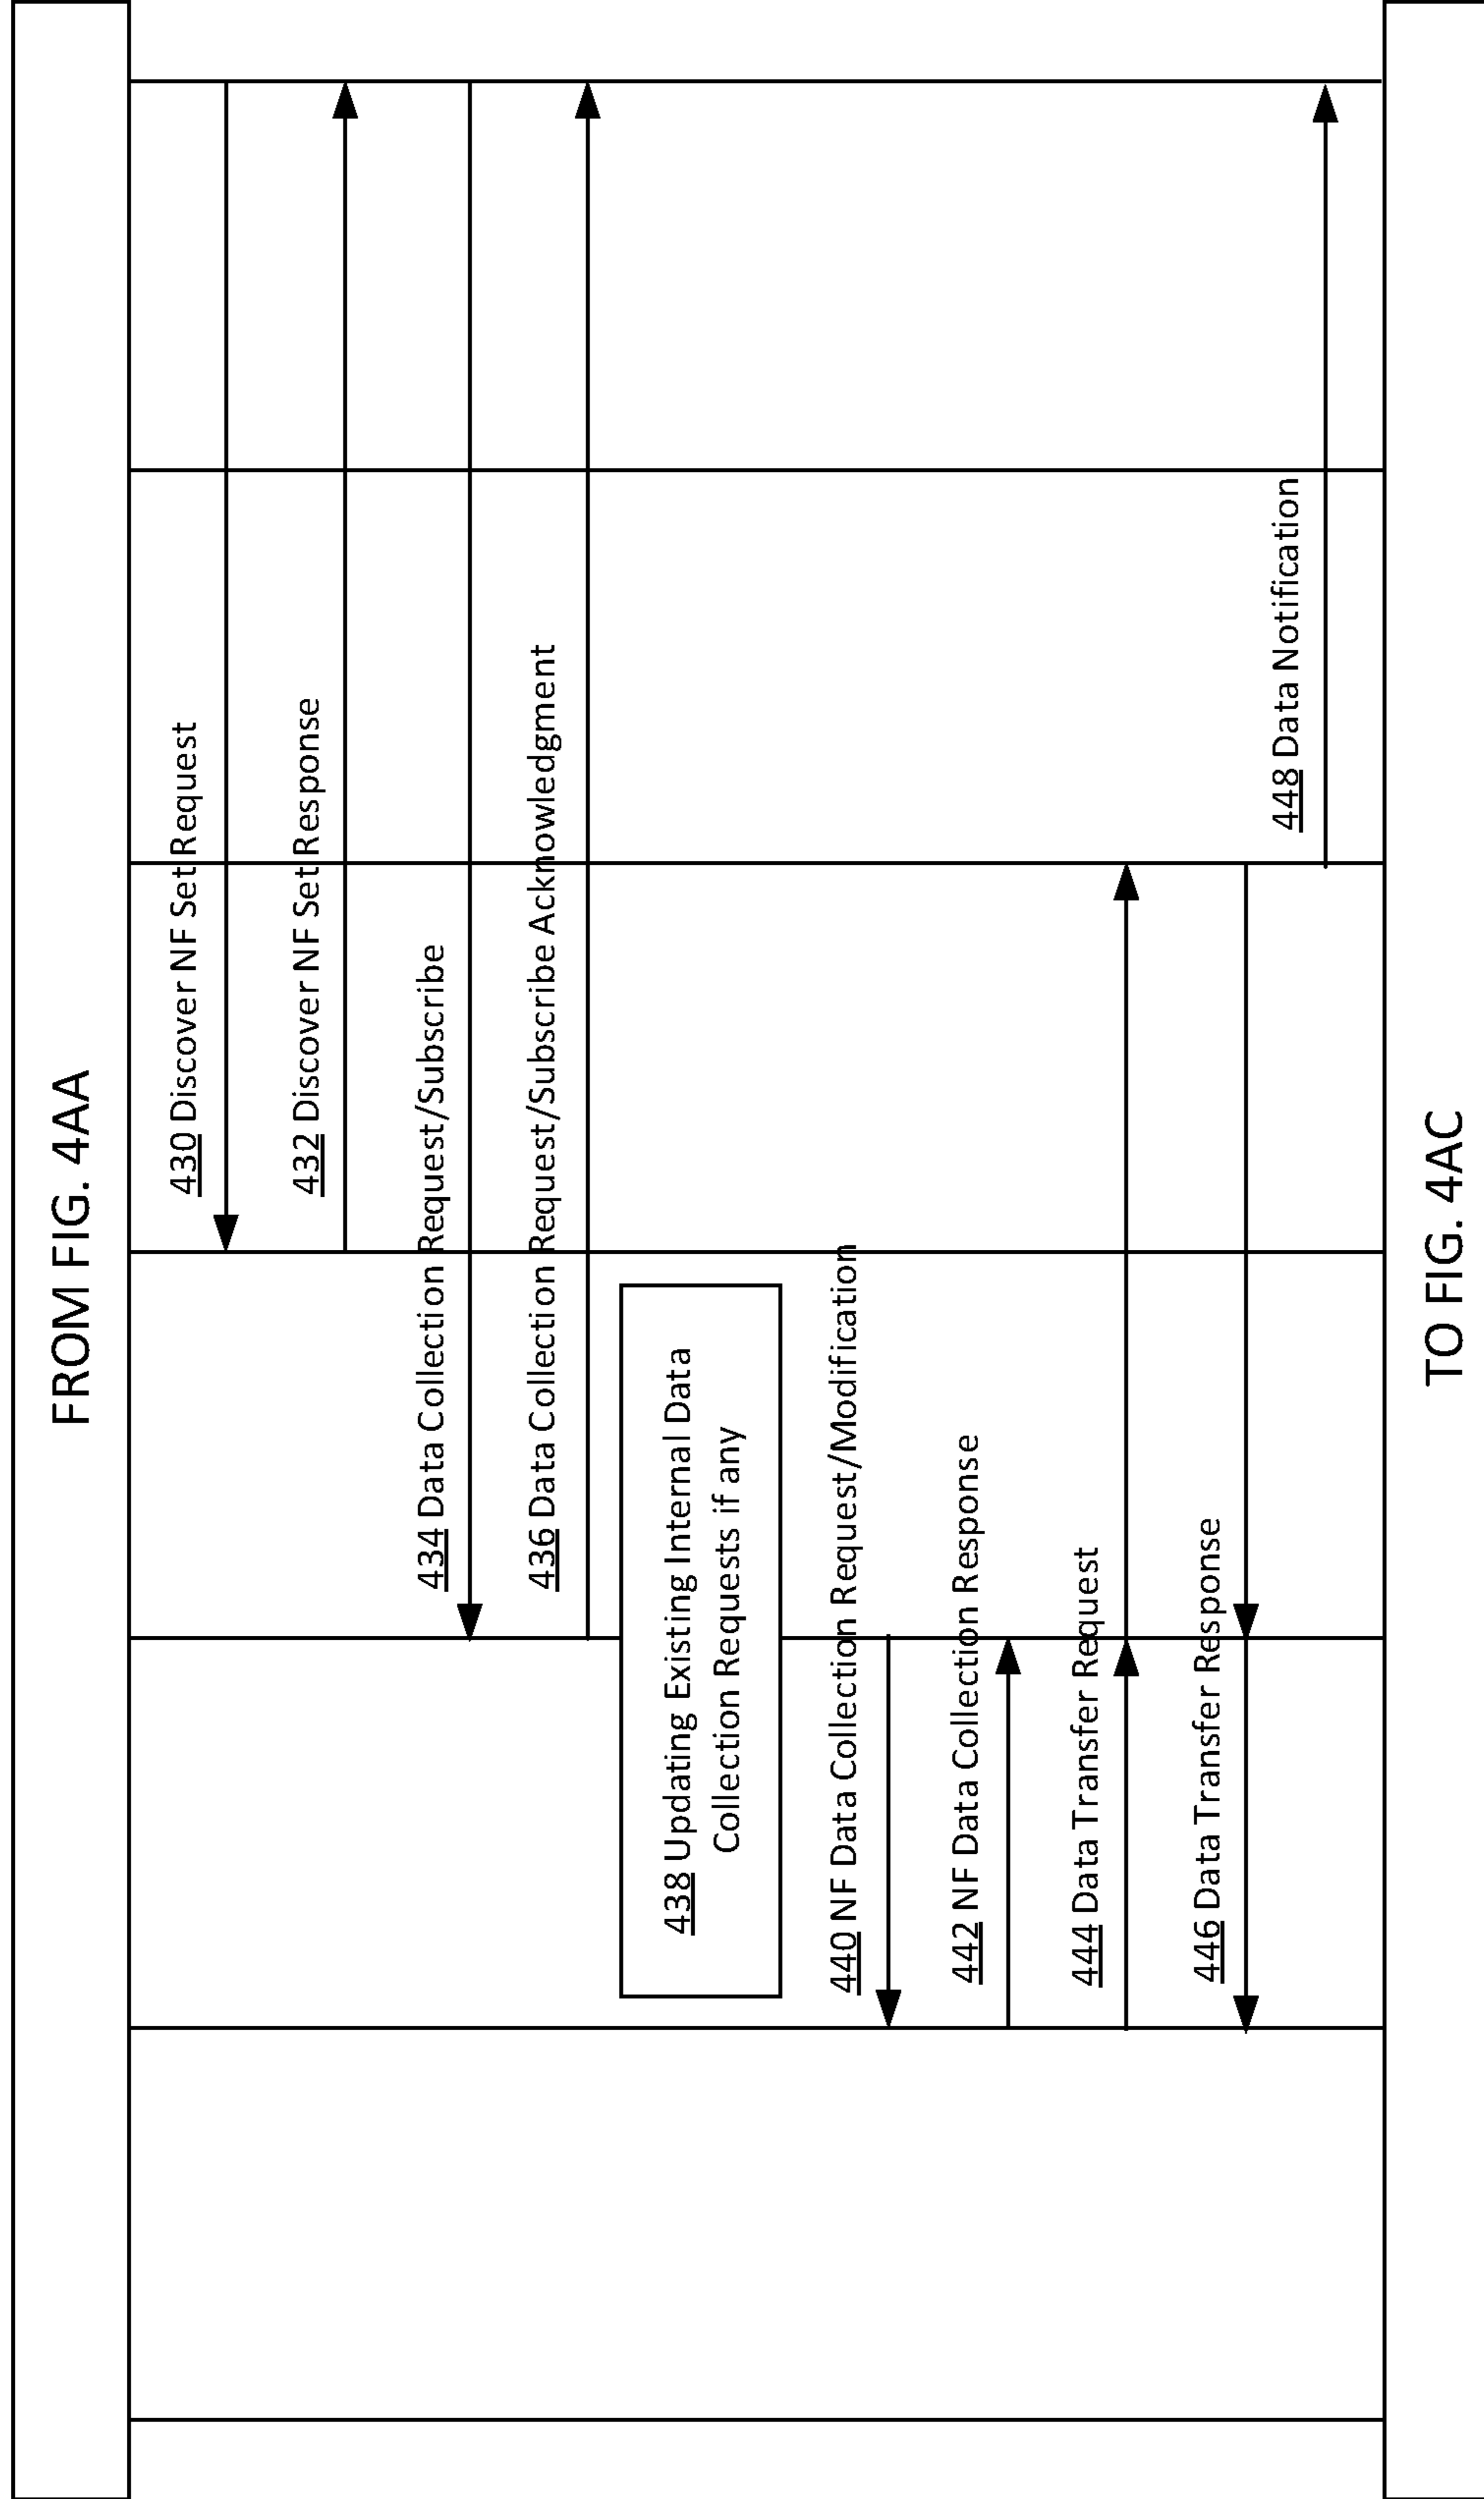 FROM FIG. 4AA
430 Discover NF Set Request
432 Discover NF Set Response
434 Data Collection Request/Subscribe
436 Data Collection Request/Subscribe Acknowledgment
438 Updating Existing Internal Data
Collection Requests if any
440 NF Data Collection Request/Modification
442 NF Data Collection Response
444 Data Transfer Request
446 Data Transfer Response
448 Data Notification
TO FIG. 4AC